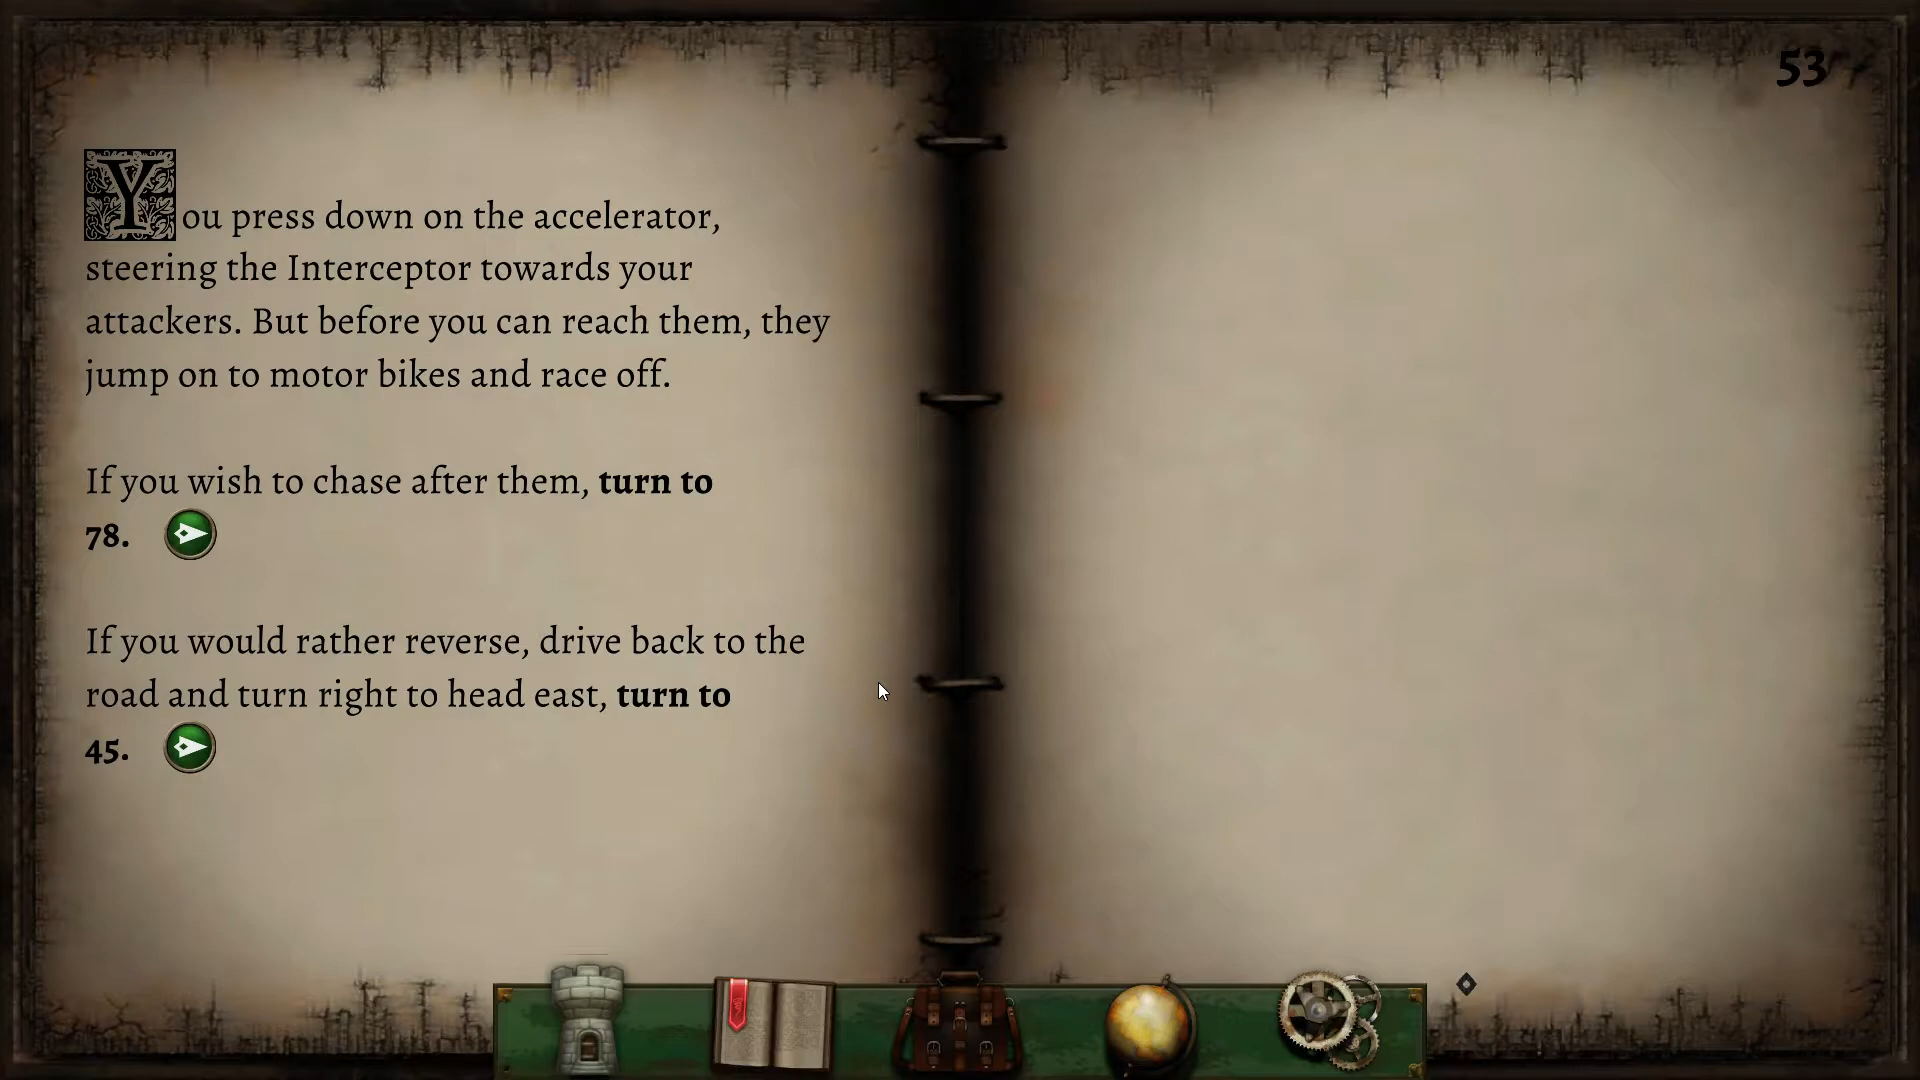 53
You press down on the accelerator,
steering the Interceptor towards your
attackers. But before you can reach them, they
jump on to motor bikes and race off.
If you wish to chase after them, turn to
78.
If you would rather reverse, drive back to the
road and turn right to head east, turn to
45.